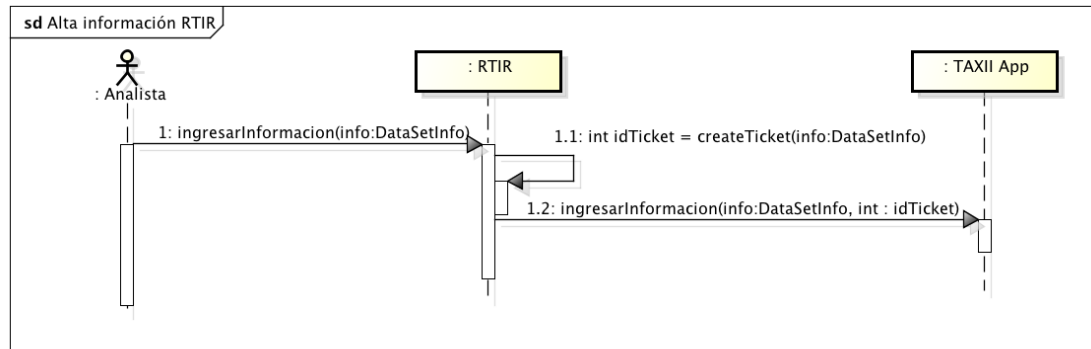 sd Alta información RTIR
: Analista
: RTIR
: TAXII App
1: ingresarInformacion(info:DataSetInfo)
1.1: int idTicket = createTicket(info:DataSetInfo)
1.2: ingresarInformacion(info:DataSetInfo, int : idTicket)